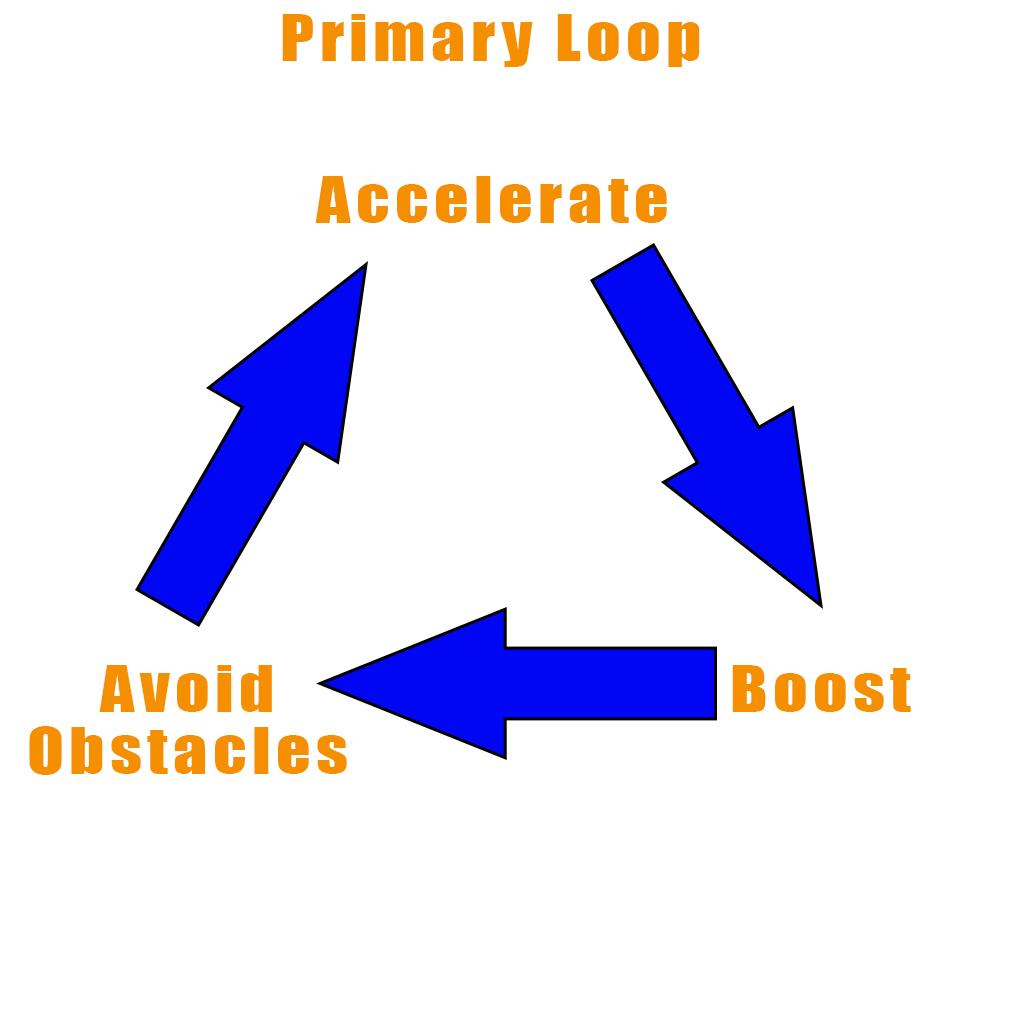 Primary Loop
Accelerate
Avoid
Obstacles
Boost